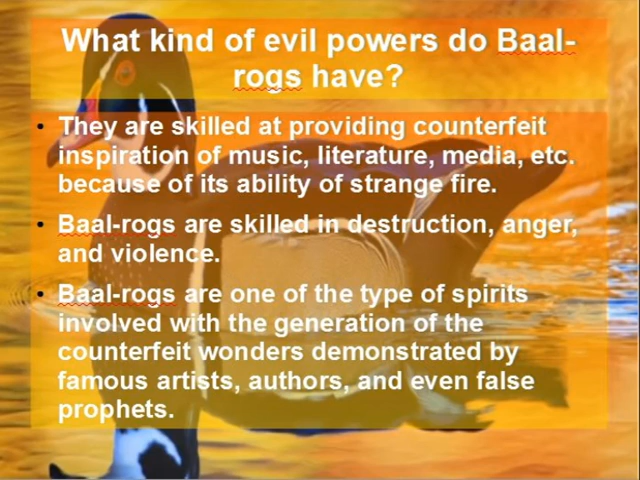 What kind of evil powers do Baal-
rogs have?
• They are skilled at providing counterfeit
inspiration of music, literature, media, etc.
because of its ability of strange fire.
• Baal-rogs are skilled in destruction, anger,
and violence.
• Baal-rogs are one of the type of spirits
involved with the generation of the
counterfeit wonders demonstrated by
famous artists, authors, and even false
prophets.